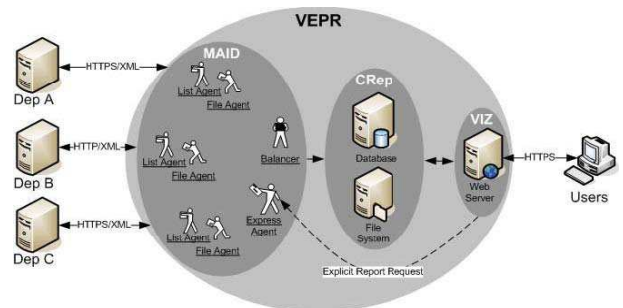 VEPR
MAID
HTTPS/XML
Dep A
List Agent
File Agent
HTTP/XML
Dep B
List Agent
File Agent
Balancer
HTTPS/XML
Dep C
List Agent
File Agent
Express
Agent
CRep
Database
File
System
VIZ
Web
Server
HTTPS
Users
Explicit Report Request